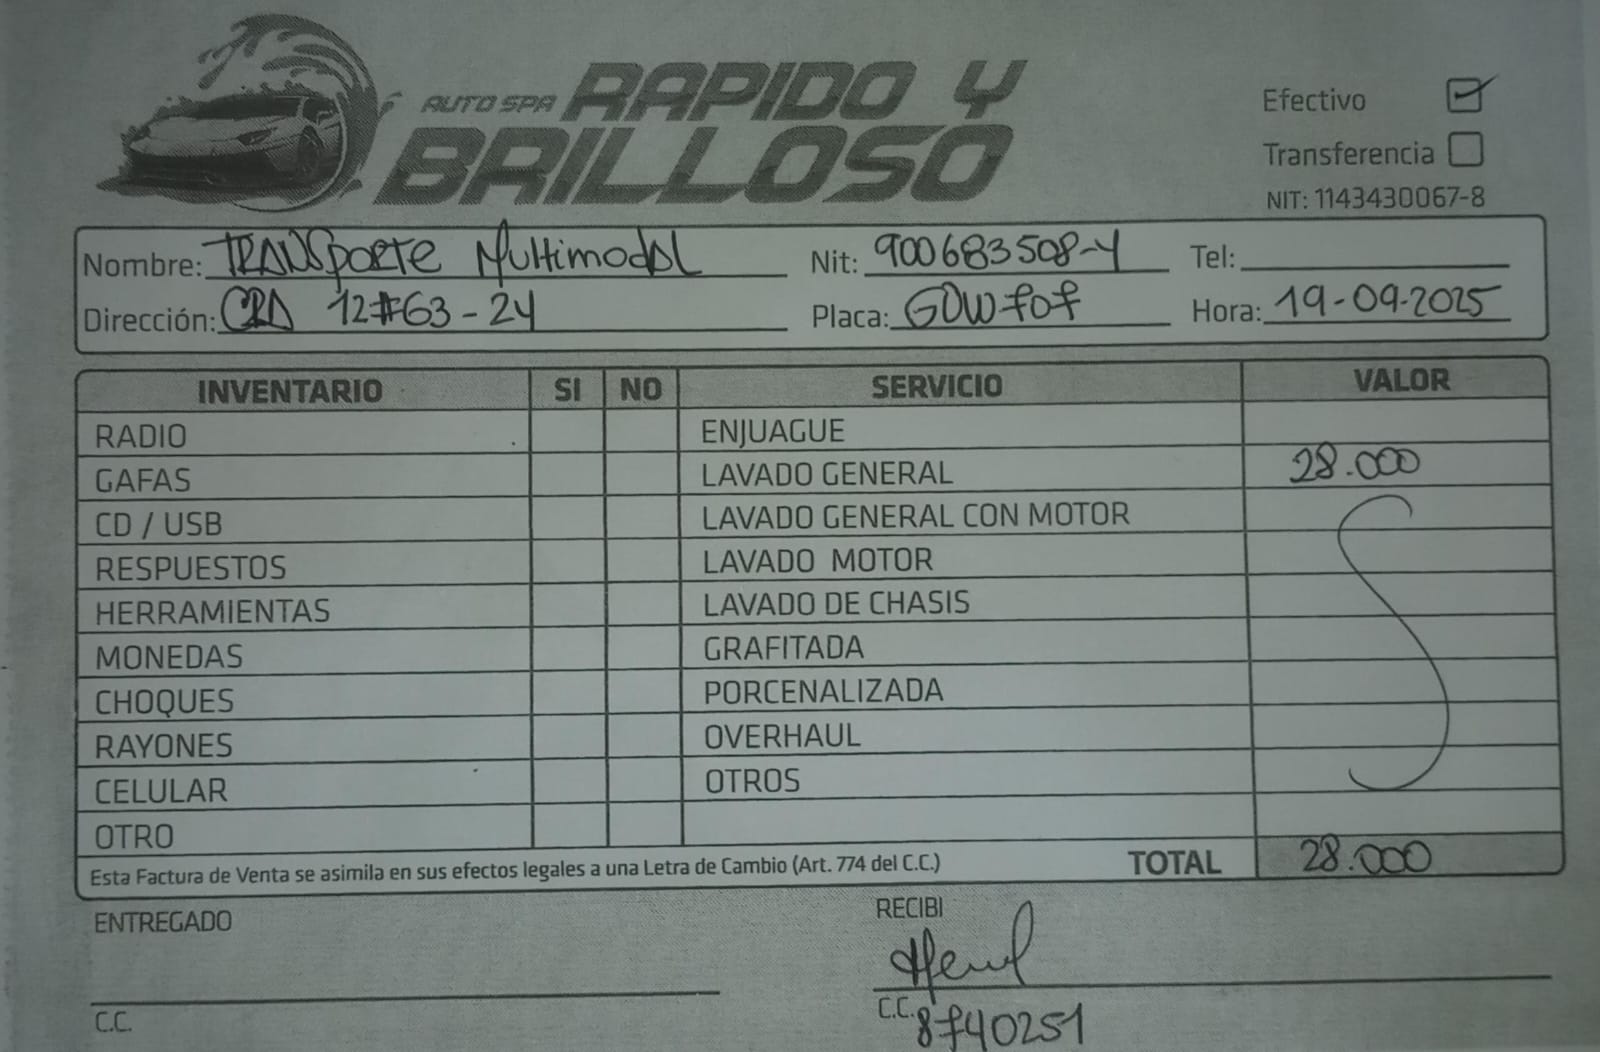 AUTO SPA RAPIDO Y
BRILLOSO
Efectivo ✓
Transferencia
NIT: 1143430067-8
Nombre: TRANSporte Multimodal Nit: 900683508-4 Tel:
Dirección: CRA 12#63-24 Placa: GDW707 Hora: 19-09-2025
INVENTARIO SI NO SERVICIO VALOR
RADIO ENJUAGUE
GAFAS LAVADO GENERAL 28.000
CD / USB LAVADO GENERAL CON MOTOR
RESPUESTOS LAVADO MOTOR
HERRAMIENTAS LAVADO DE CHASIS
MONEDAS GRAFITADA
CHOQUES PORCENALIZADA
RAYONES OVERHAUL
CELULAR OTROS
OTRO
Esta Factura de Venta se asimila en sus efectos legales a una Letra de Cambio (Art. 774 del C.C.) TOTAL 28.000
ENTREGADO RECIBI
C.C. C.C. 8740251